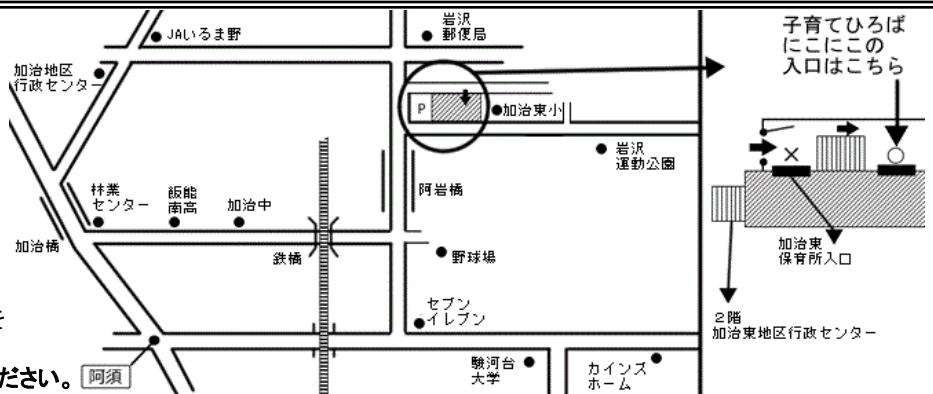 JAいるま野
岩沢
郵便局
加治地区
行政センター
P
加治東小
岩沢
運動公園
林業
センター
飯能
南高
加治中
阿岩橋
加治橋
鉄橋
野球場
セブン
イレブン
ださい。
阿須
駿河台
大学
カインズ
ホーム
子育てひろば
にこにこの
入口はこちら
加治東
保育所入口
2階
加治東地区行政センター